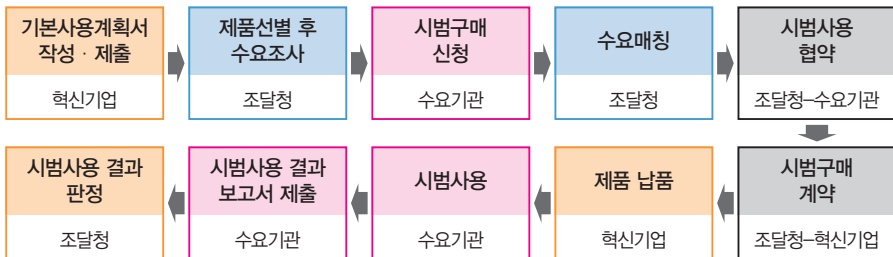 기본사용계획서
작성 · 제출
혁신기업
제품선별 후
수요조사
조달청
시범구매
신청
수요기관
수요매칭
조달청
시범사용
협약
조달청–수요기관
시범구매
계약
조달청–혁신기업
제품 납품
혁신기업
시범사용
수요기관
시범사용 결과
보고서 제출
수요기관
시범사용 결과
판정
조달청